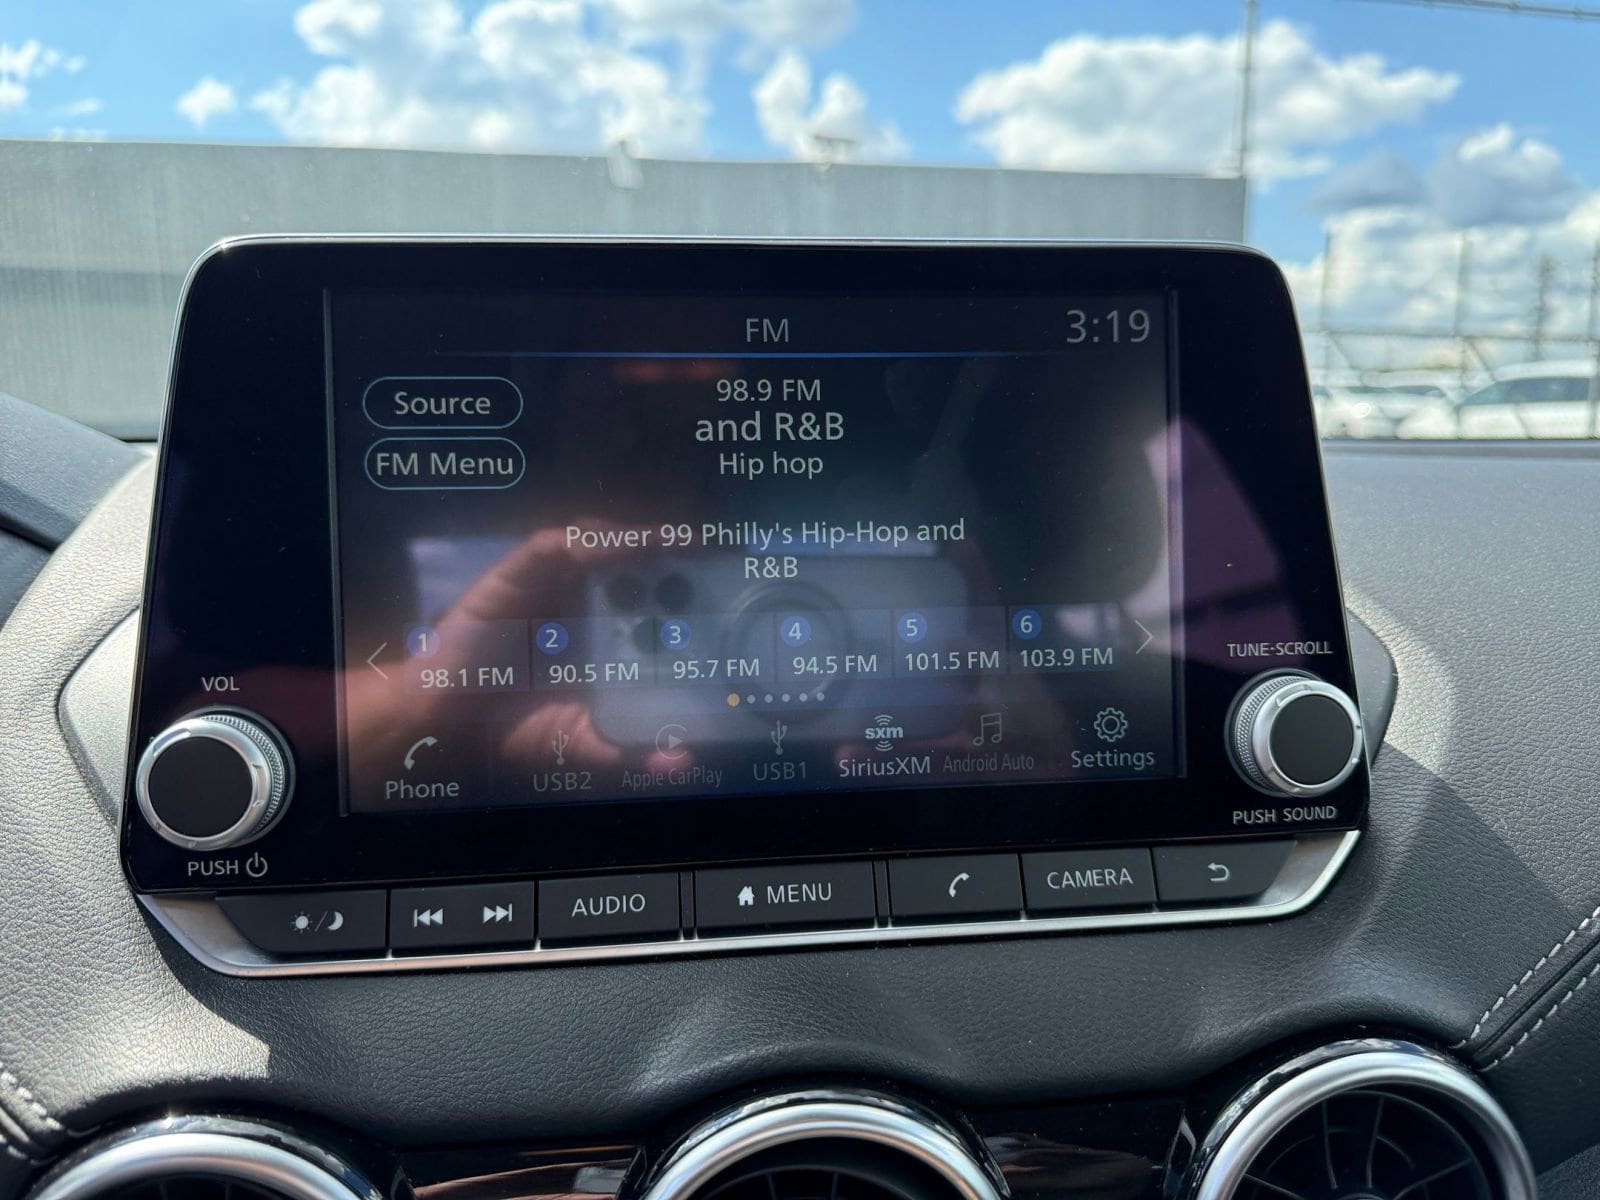 FM
3:19
Source
98.9 FM
and R&B
FM Menu
Hip hop
Power 99 Philly's Hip-Hop and
R&B
1 2 3 4 5 6
98.1 FM 90.5 FM 95.7 FM 94.5 FM 101.5 FM 103.9 FM
Phone USB2 Apple CarPlay USB1 sxm SiriusXM Android Auto Settings
VOL
PUSH
TUNE·SCROLL
PUSH SOUND
AUDIO MENU CAMERA